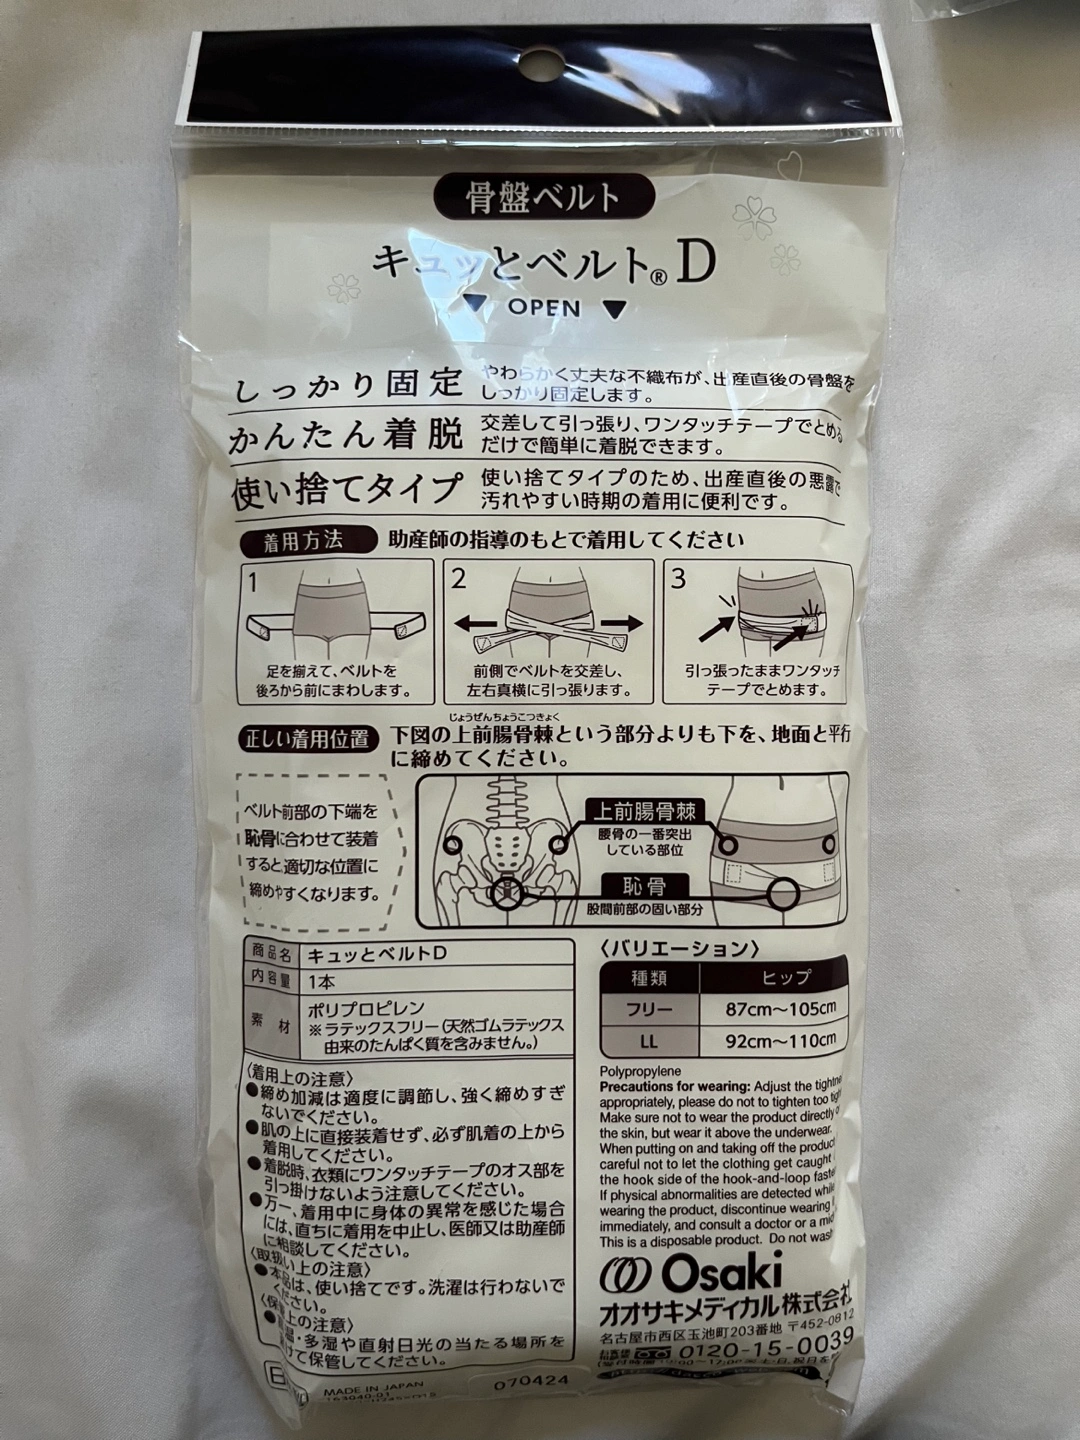 骨盤ベルト
キュッとベルト® D
▼ OPEN ▼
しっかり固定
やわらかく丈夫な不織布が、出産直後の骨盤を
しっかり固定します。
かんたん着脱
交差して引っ張り、ワンタッチテープでとめる
だけで簡単に着脱できます。
使い捨てタイプ
使い捨てタイプのため、出産直後の悪露で
汚れやすい時期の着用に便利です。
着用方法 助産師の指導のもとで着用してください
1
足を揃えて、ベルトを
後ろから前にまわします。
2
前側でベルトを交差し、
左右真横に引っ張ります。
3
引っ張ったままワンタッチ
テープでとめます。
正しい着用位置
じょうぜんちょうこつきょく
下図の上前腸骨棘という部分よりも下を、地面と平行
に締めてください。
ベルト前部の下端を
恥骨に合わせて装着
すると適切な位置に
締めやすくなります。
上前腸骨棘
腰骨の一番突出
している部位
恥骨
股間前部の固い部分
商品名 キュッとベルトD
内容量 1本
素材 ポリプロピレン
※ラテックスフリー(天然ゴムラテックス
由来のたんぱく質を含みません。)
〈着用上の注意〉
●締め加減は適度に調節し、強く締めすぎ
ないでください。
●肌の上に直接装着せず、必ず肌着の上から
着用してください。
●着脱時、衣類にワンタッチテープのオス部を
引っ掛けないよう注意してください。
●万一、着用中に身体の異常を感じた場合
には、直ちに着用を中止し、医師又は助産師
に相談してください。
〈取扱い上の注意〉
●本品は、使い捨てです。洗濯は行わないで
ください。
〈保管上の注意〉
●高温・多湿や直射日光の当たる場所を
避けて保管してください。
〈バリエーション〉
種類 ヒップ
フリー 87cm〜105cm
LL 92cm〜110cm
Polypropylene
Precautions for wearing: Adjust the tightne
appropriately, please do not to tighten too tig
Make sure not to wear the product directly o
the skin, but wear it above the underwear.
When putting on and taking off the produc
careful not to let the clothing get caught
the hook side of the hook-and-loop faste
If physical abnormalities are detected while
wearing the product, discontinue wearing
immediately, and consult a doctor or a mid
This is a disposable product. Do not wash
Osaki
オオサキメディカル株式会社
名古屋市西区玉池町203番地 〒452-0812
0120-15-0039
MADE IN JAPAN
163040-01
070424